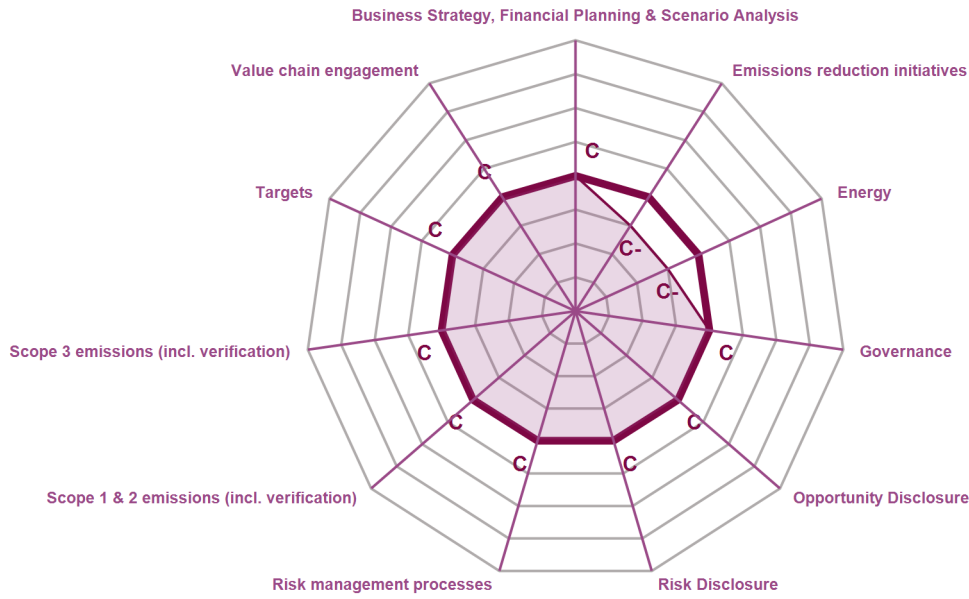 Business Strategy, Financial Planning & Scenario Analysis
Value chain engagement
Emissions reduction initiatives
C
C
Targets
Energy
C
C-
C-
Scope 3 emissions (incl. verification)
C
C
Governance
C
C
C
C
Scope 1 & 2 emissions (incl. verification)
Opportunity Disclosure
Risk management processes
Risk Disclosure